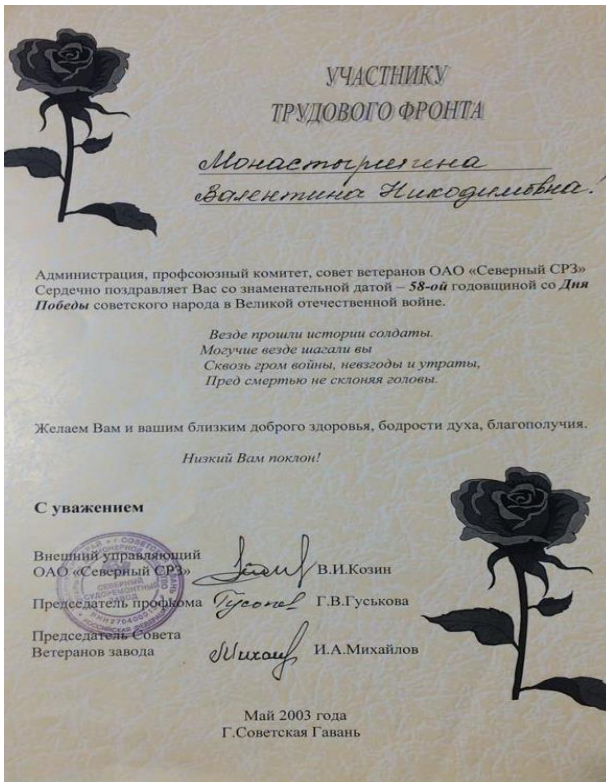 УЧАСТНИКУ
ТРУДОВОГО ФРОНТА
Монастыршина
Валентина Никодимовна!
Администрация, профсоюзный комитет, совет ветеранов ОАО «Северный СРЗ»
Сердечно поздравляет Вас со знаменательной датой – 58-ой годовщиной со Дня
Победы советского народа в Великой отечественной войне.
Везде прошли истории солдаты.
Могучие везде шагали вы
Сквозь гром войны, невзгоды и утраты,
Пред смертью не склоняя головы.
Желаем Вам и вашим близким доброго здоровья, бодрости духа, благополучия.
Низкий Вам поклон!
С уважением
Внешний управляющий
ОАО «Северный СРЗ» В.И.Козин
Председатель профкома Г.В.Гуськова
Председатель Совета
Ветеранов завода И.А.Михайлов
СЕВЕРНЫЙ
СУДОРЕМОНТНЫЙ
ЗАВОД
Май 2003 года
Г.Советская Гавань